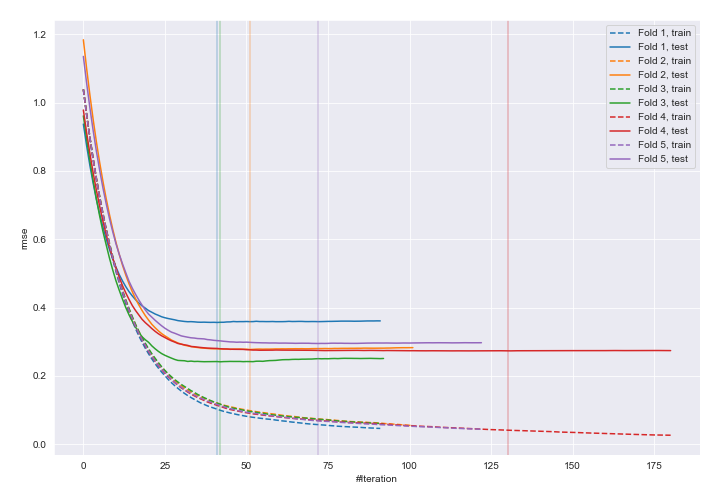 1.2
1.0
0.8
0.6
0.4
0.2
0.0
rmse
0
25
50
75
100
125
150
175
#Iteration
Fold 1, train
Fold 1, test
Fold 2, train
Fold 2, test
Fold 3, train
Fold 3, test
Fold 4, train
Fold 4, test
Fold 5, train
Fold 5, test